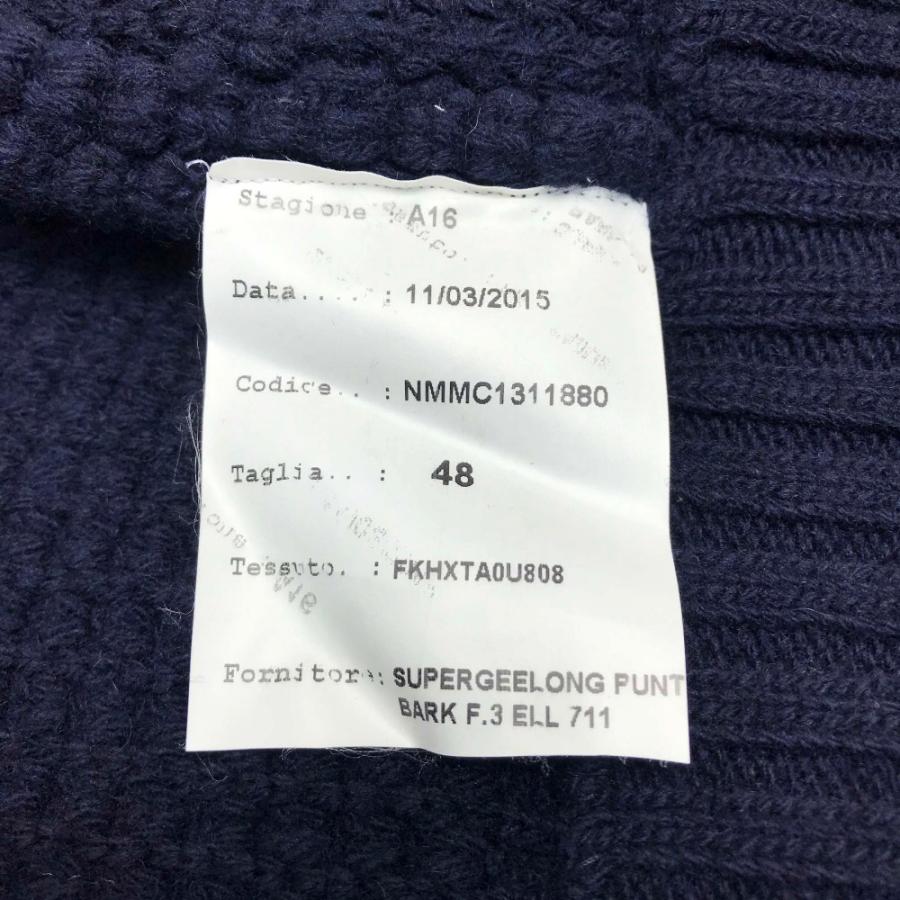 Stagione : A16
Data..... : 11/03/2015
Codice.. : NMMC1311880
Taglia.. : 48
Tessuto. : FKHXTA0U808
Fornitore: SUPERGEELONG PUNT
BARK F.3 ELL 711